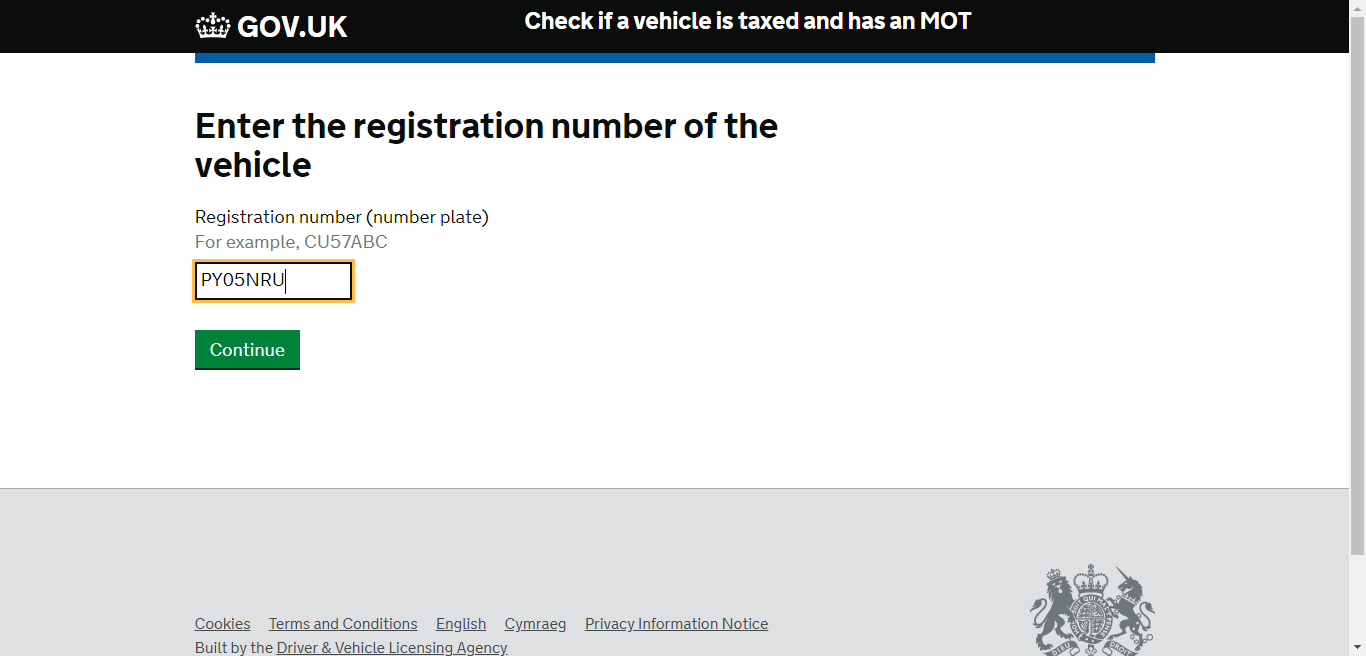 GOV.UK
Check if a vehicle is taxed and has an MOT
Enter the registration number of the
vehicle
Registration number (number plate)
For example, CU57ABC
PY05NRU
Continue
Cookies Terms and Conditions English Cymraeg Privacy Information Notice
Built by the Driver & Vehicle Licensing Agency
DIEU
DROIT